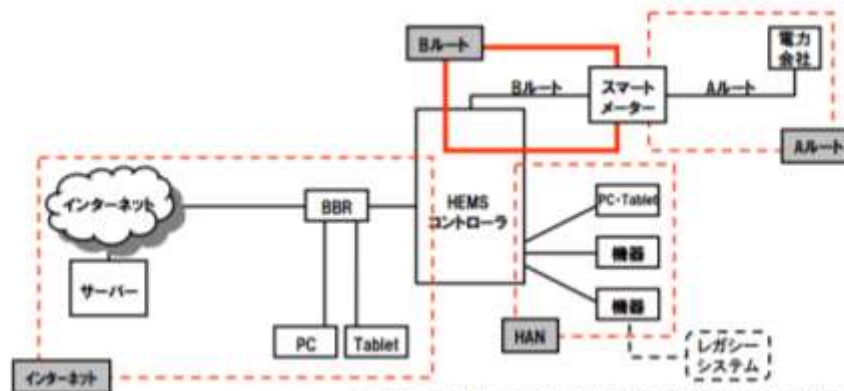 Bルート
電力
会社
Bルート
スマート
メーター
Aルート
Aルート
インターネット
BBR
HEMS
コントローラ
PC・Tablet
機器
機器
サーバー
PC
Tablet
HAN
レガシー
システム
インターネット